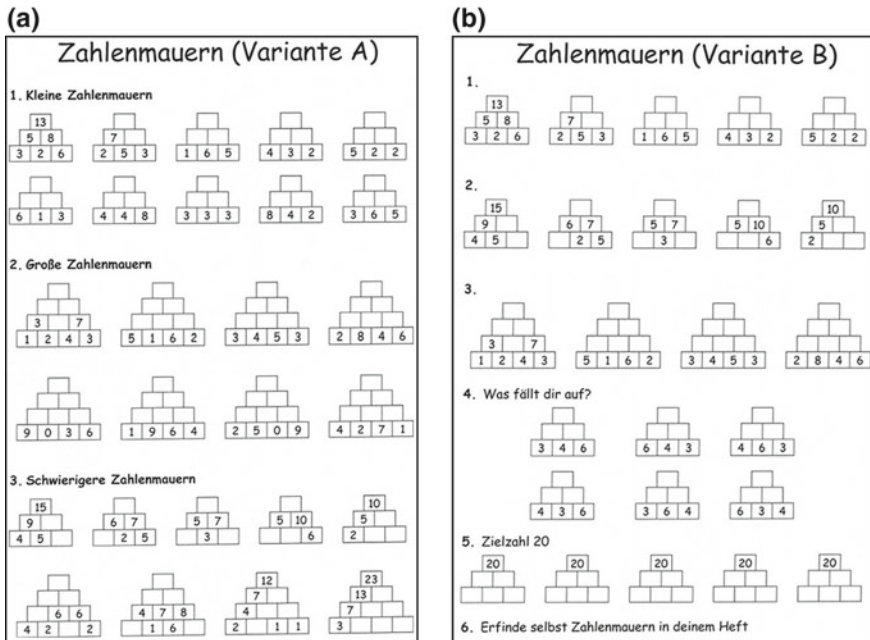 (a)
Zahlenmauern (Variante A)
1. Kleine Zahlenmauern
13
5 8 7
3 2 6 2 5 3 1 6 5 4 3 2 5 2 2
6 1 3 4 4 8 3 3 3 8 4 2 3 6 5
2. Große Zahlenmauern
3 7
1 2 4 3 5 1 6 2 3 4 5 3 2 8 4 6
9 0 3 6 1 9 6 4 2 5 0 9 4 2 7 1
3. Schwierigere Zahlenmauern
15 10
9 6 7 5 7 5 10 5
4 5 2 5 3 6 2
12 23
7 13
6 6 4 7 8 4 7
4 2 2 1 6 2 1 1 3
(b)
Zahlenmauern (Variante B)
1.
13
5 8 7
3 2 6 2 5 3 1 6 5 4 3 2 5 2 2
2.
15 10
9 6 7 5 7 5 10 5
4 5 2 5 3 6 2
3.
3 7
1 2 4 3 5 1 6 2 3 4 5 3 2 8 4 6
4. Was fällt dir auf?
3 4 6 6 4 3 4 6 3
4 3 6 3 6 4 6 3 4
5. Zielzahl 20
20 20 20 20 20
6. Erfinde selbst Zahlenmauern in deinem Heft